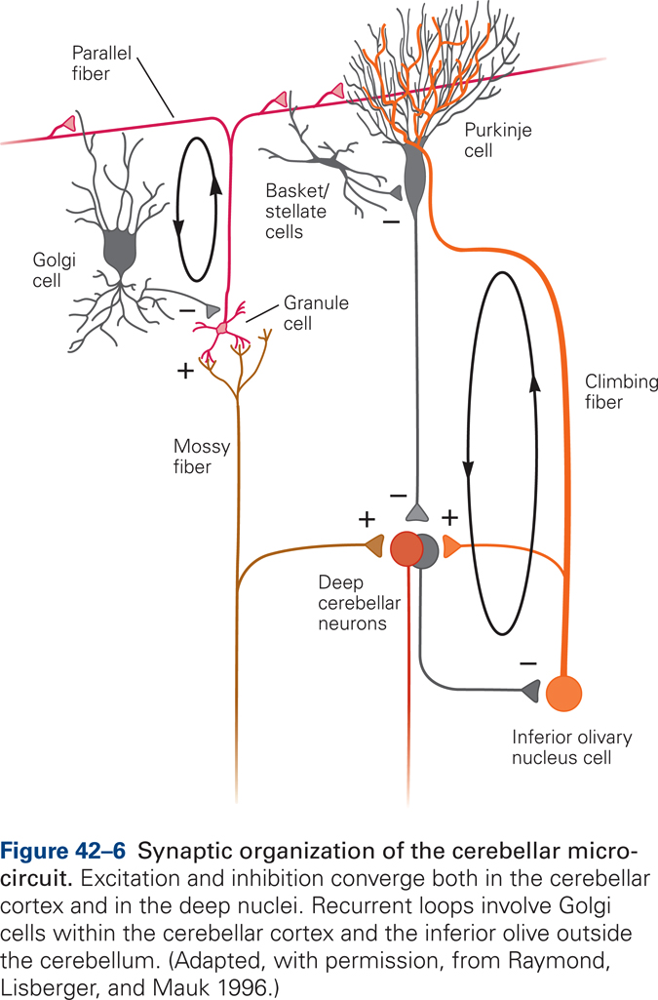 Parallel
fiber
Purkinje
cell
Basket/
stellate
cells
−
Golgi
cell
−
Granule
cell
+
Climbing
fiber
Mossy
fiber
−
+
+
Deep
cerebellar
neurons
−
Inferior olivary
nucleus cell
Figure 42–6 Synaptic organization of the cerebellar micro-
circuit. Excitation and inhibition converge both in the cerebellar
cortex and in the deep nuclei. Recurrent loops involve Golgi
cells within the cerebellar cortex and the inferior olive outside
the cerebellum. (Adapted, with permission, from Raymond,
Lisberger, and Mauk 1996.)